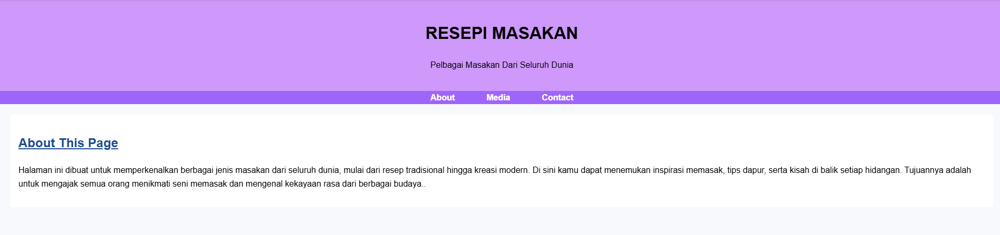 RESEPI MASAKAN
Pelbagai Masakan Dari Seluruh Dunia
About Media Contact
About This Page
Halaman ini dibuat untuk memperkenalkan berbagai jenis masakan dari seluruh dunia, mulai dari resep tradisional hingga kreasi modern. Di sini kamu dapat menemukan inspirasi memasak, tips dapur, serta kisah di balik setiap hidangan. Tujuannya adalah
untuk mengajak semua orang menikmati seni memasak dan mengenal kekayaan rasa dari berbagai budaya..